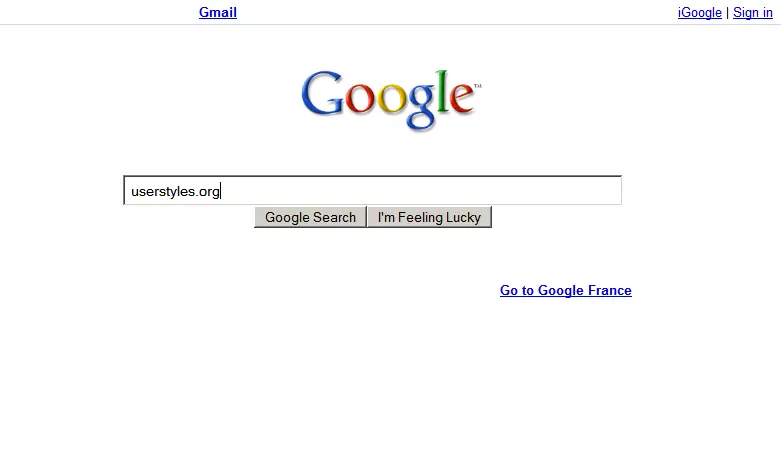 Gmail iGoogle | Sign in
Google™
userstyles.org
Google Search I'm Feeling Lucky
Go to Google France